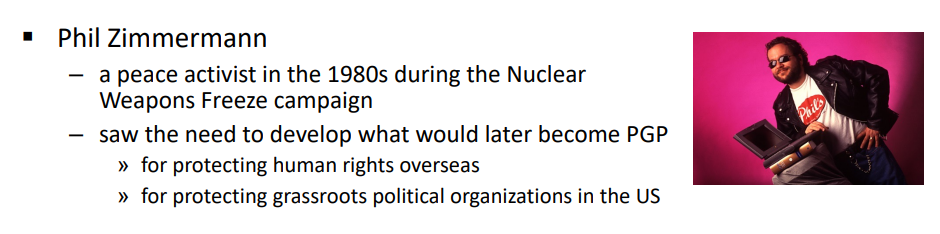 ▪ Phil Zimmermann
– a peace activist in the 1980s during the Nuclear
Weapons Freeze campaign
– saw the need to develop what would later become PGP
» for protecting human rights overseas
» for protecting grassroots political organizations in the US
Phil's